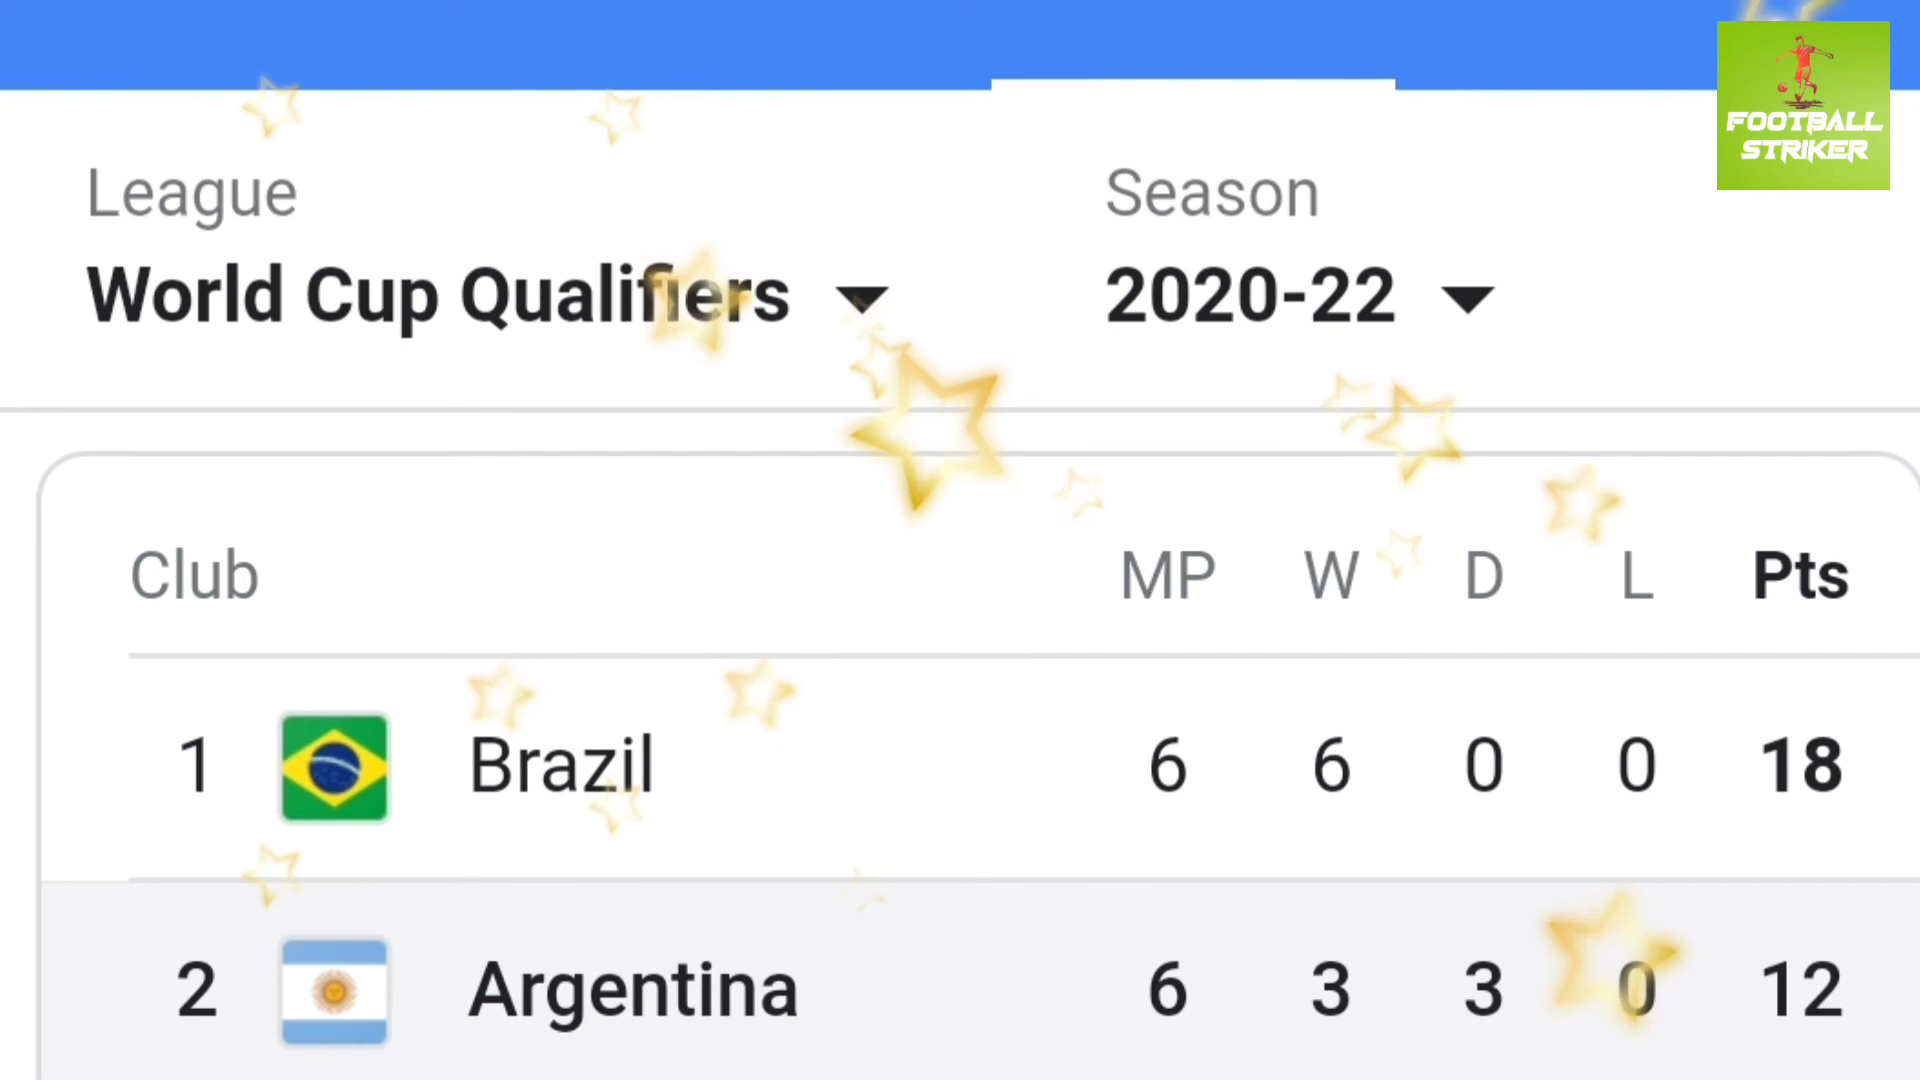 FOOTBALL
STRIKER
League Season
World Cup Qualifiers 2020-22
Club MP W D L Pts
1 Brazil 6 6 0 0 18
2 Argentina 6 3 3 0 12